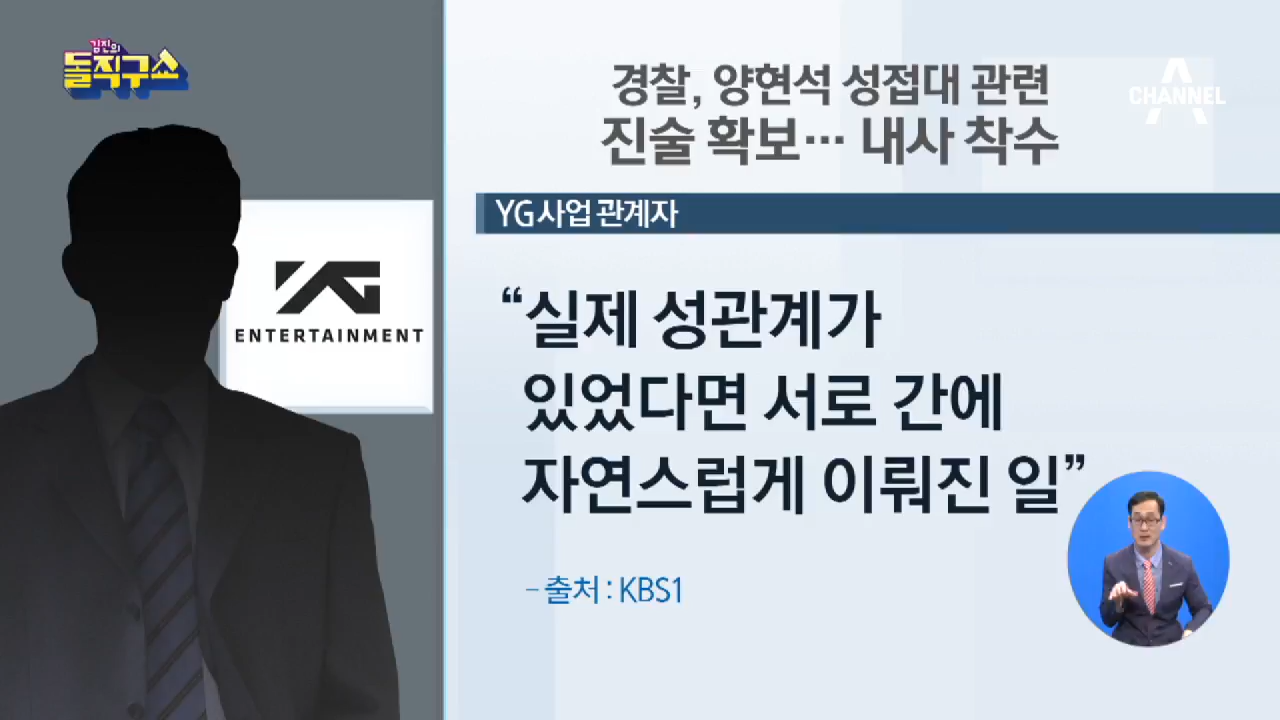 김진의
돌직구쇼
경찰, 양현석 성접대 관련
진술 확보… 내사 착수
CHANNEL A
YG사업 관계자
YG
ENTERTAINMENT
“실제 성관계가
있었다면 서로 간에
자연스럽게 이뤄진 일”
- 출처 : KBS1